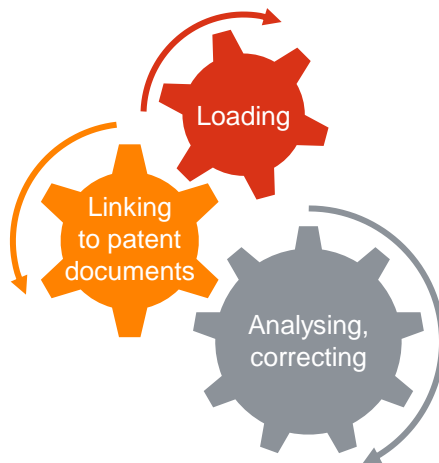 Loading
Linking
to patent
documents
Analysing,
correcting